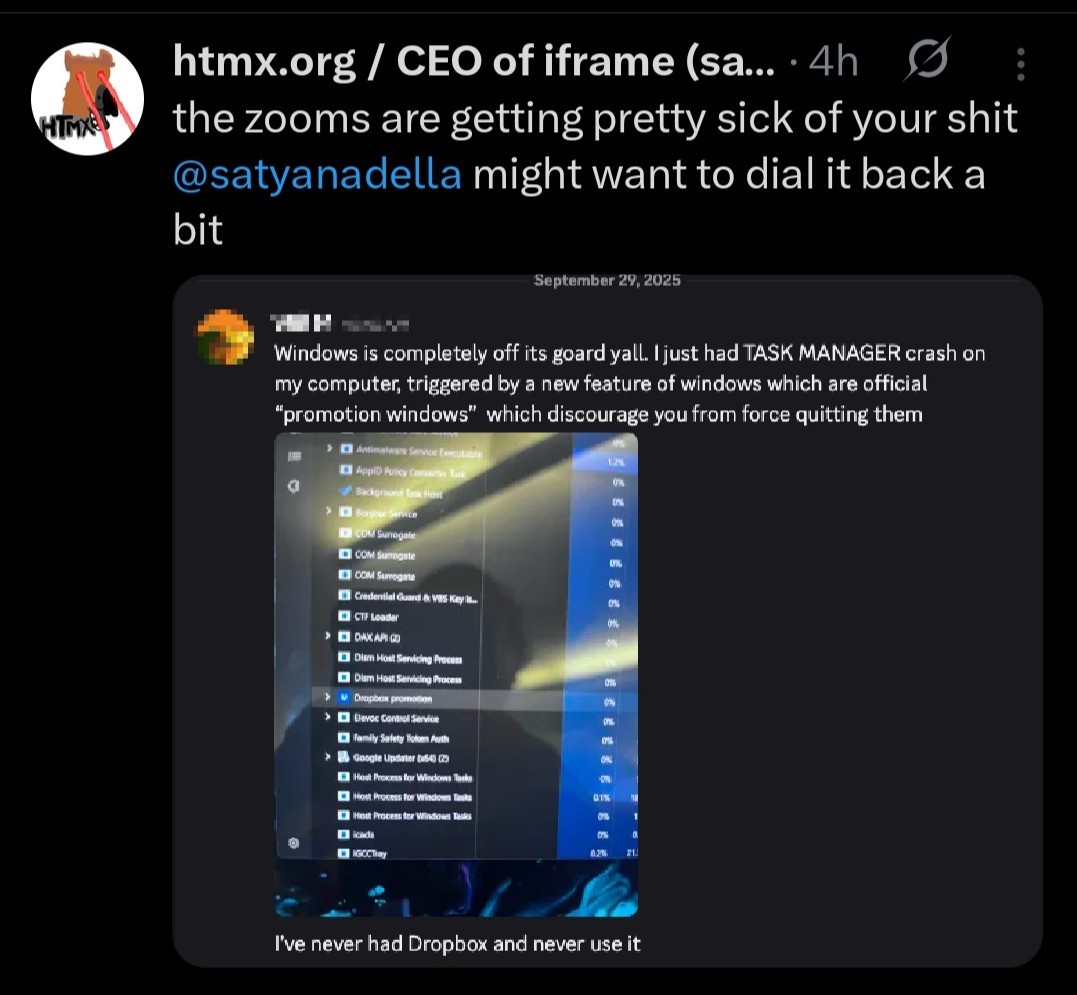 htmx.org / CEO of iframe (sa... · 4h
HTMX
the zooms are getting pretty sick of your shit
@satyanadella might want to dial it back a
bit
September 29, 2025
Windows is completely off its goard yall. I just had TASK MANAGER crash on
my computer, triggered by a new feature of windows which are official
“promotion windows” which discourage you from force quitting them
Antimalware Service Executable
1.2%
AppID Policy Converter Task 0%
Background Task Host 0%
Bonjour Service 0%
COM Surrogate 0%
COM Surrogate 0%
COM Surrogate 0%
Credential Guard & VBS Key Is... 0%
CTF Loader 0%
DAX API (2) 0%
Dism Host Servicing Process
Dism Host Servicing Process 0%
Dropbox promotion 0%
Control Service 0%
Family Safety Token Auth 0%
Google Updater (x64) (2) 0%
Host Process for Windows Tasks 0%
Host Process for Windows Tasks 0.1%
Host Process for Windows Tasks 0%
icads 0%
IGCCTray 0.2% 21.
I've never had Dropbox and never use it